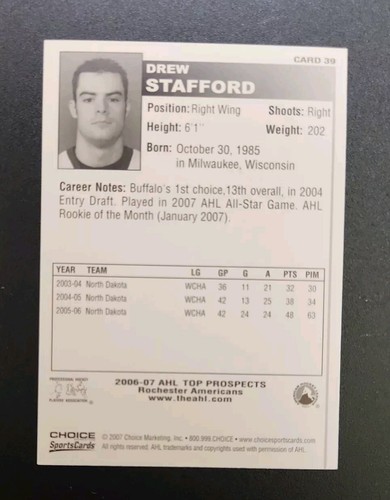 CARD 39
DREW
STAFFORD
Position: Right Wing Shoots: Right
Height: 6'1" Weight: 202
Born: October 30, 1985
in Milwaukee, Wisconsin
Career Notes: Buffalo's 1st choice,13th overall, in 2004
Entry Draft. Played in 2007 AHL All-Star Game. AHL
Rookie of the Month (January 2007).
YEAR TEAM LG GP G A PTS PIM
2003-04 North Dakota WCHA 36 11 21 32 30
2004-05 North Dakota WCHA 42 13 25 38 34
2005-06 North Dakota WCHA 42 24 24 48 63
PROFESSIONAL HOCKEY
PLAYERS' ASSOCIATION
2006-07 AHL TOP PROSPECTS
Rochester Americans
www.theahl.com
CHOICE
SportsCards
© 2007 Choice Marketing, Inc. • 800.999.CHOICE • www.choicesportscards.com
All rights reserved. AHL trademarks and copyrights used with permission of AHL.